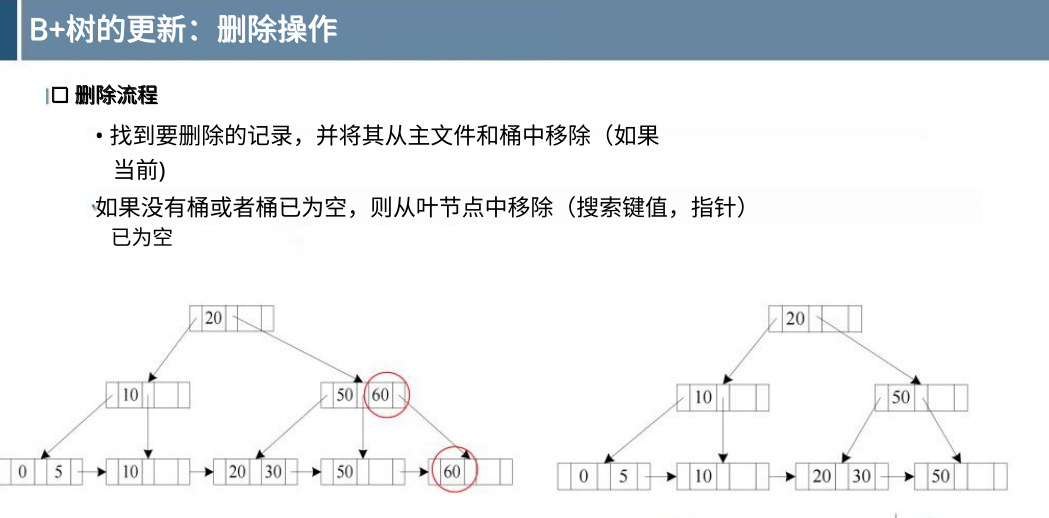 B+树的更新：删除操作
删除流程
• 找到要删除的记录，并将其从主文件和桶中移除（如果
当前)
如果没有桶或者桶已为空，则从叶节点中移除（搜索键值，指针）
已为空
20
20
10
50 60
10
50
0 5
10
20 30
50
60
0 5
10
20 30
50